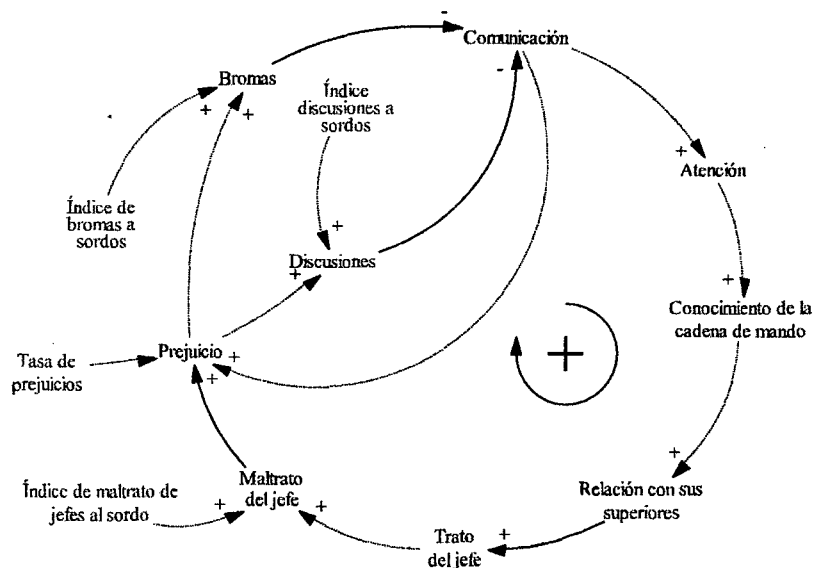 -
Comunicación
-
Bromas
+
+
Índice
discusiones a
sordos
+
Atención
Índice de
bromas a
sordos
+
Discusiones
+
+
Conocimiento de la
cadena de mando
Tasa de
prejuicios
+
Prejuicio
+
+
+
+
Índice de maltrato de
jefes al sordo
+
Maltrato
del jefe
+
Relación con sus
superiores
+
Trato
del jefe